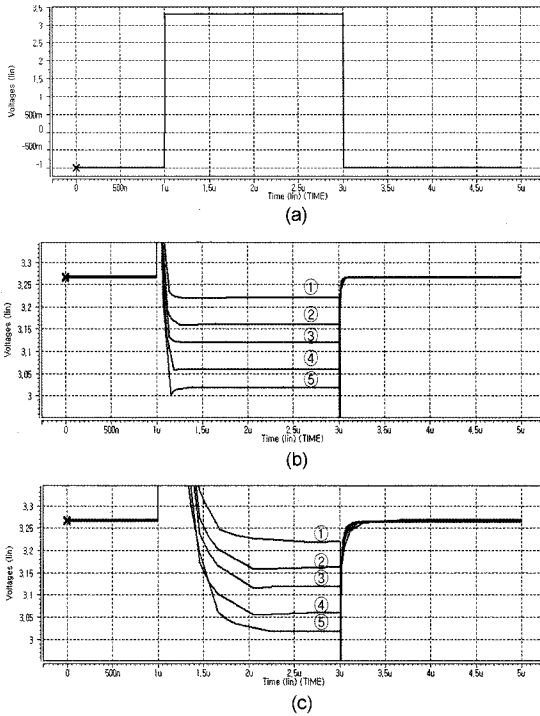 Voltages (lin)
3,5
3
2,5
2
1,5
1
500m
0
-500m
-1
0
500n
1u
1,5u
2u
2,5u
3u
3,5u
4u
4,5u
5u
Time (lin) (TIME)
(a)
Voltages (lin)
3,3
3,25
3,2
3,15
3,1
3,05
3
①
②
③
④
⑤
0
500n
1u
1,5u
2u
2,5u
3u
3,5u
4u
4,5u
5u
Time (lin) (TIME)
(b)
Voltages (lin)
3,3
3,25
3,2
3,15
3,1
3,05
3
①
②
③
④
⑤
0
500n
1u
1,5u
2u
2,5u
3u
3,5u
4u
4,5u
5u
Time (lin) (TIME)
(c)